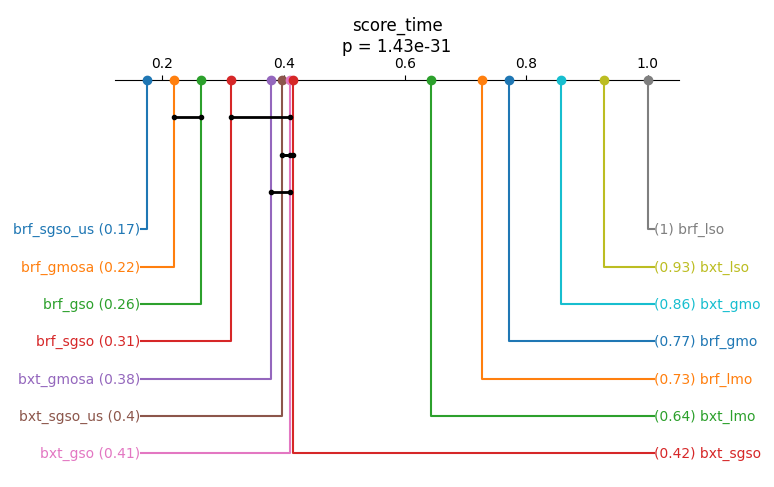 score_time
p = 1.43e-31
0.2 0.4 0.6 0.8 1.0
brf_sgso_us (0.17) (1) brf_lso
brf_gmosa (0.22) (0.93) bxt_lso
brf_gso (0.26) (0.86) bxt_gmo
brf_sgso (0.31) (0.77) brf_gmo
bxt_gmosa (0.38) (0.73) brf_lmo
bxt_sgso_us (0.4) (0.64) bxt_lmo
bxt_gso (0.41) (0.42) bxt_sgso